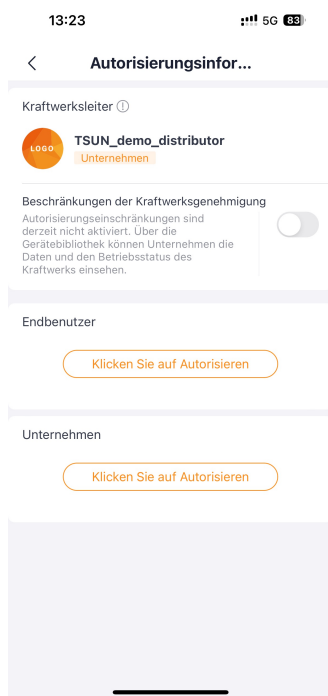 13:23
5G 83
Autorisierungsinfor...
Kraftwerksleiter
LOGO
TSUN_demo_distributor
Unternehmen
Beschränkungen der Kraftwerksgenehmigung
Autorisierungseinschränkungen sind
derzeit nicht aktiviert. Über die
Gerätebibliothek können Unternehmen die
Daten und den Betriebsstatus des
Kraftwerks einsehen.
Endbenutzer
Klicken Sie auf Autorisieren
Unternehmen
Klicken Sie auf Autorisieren